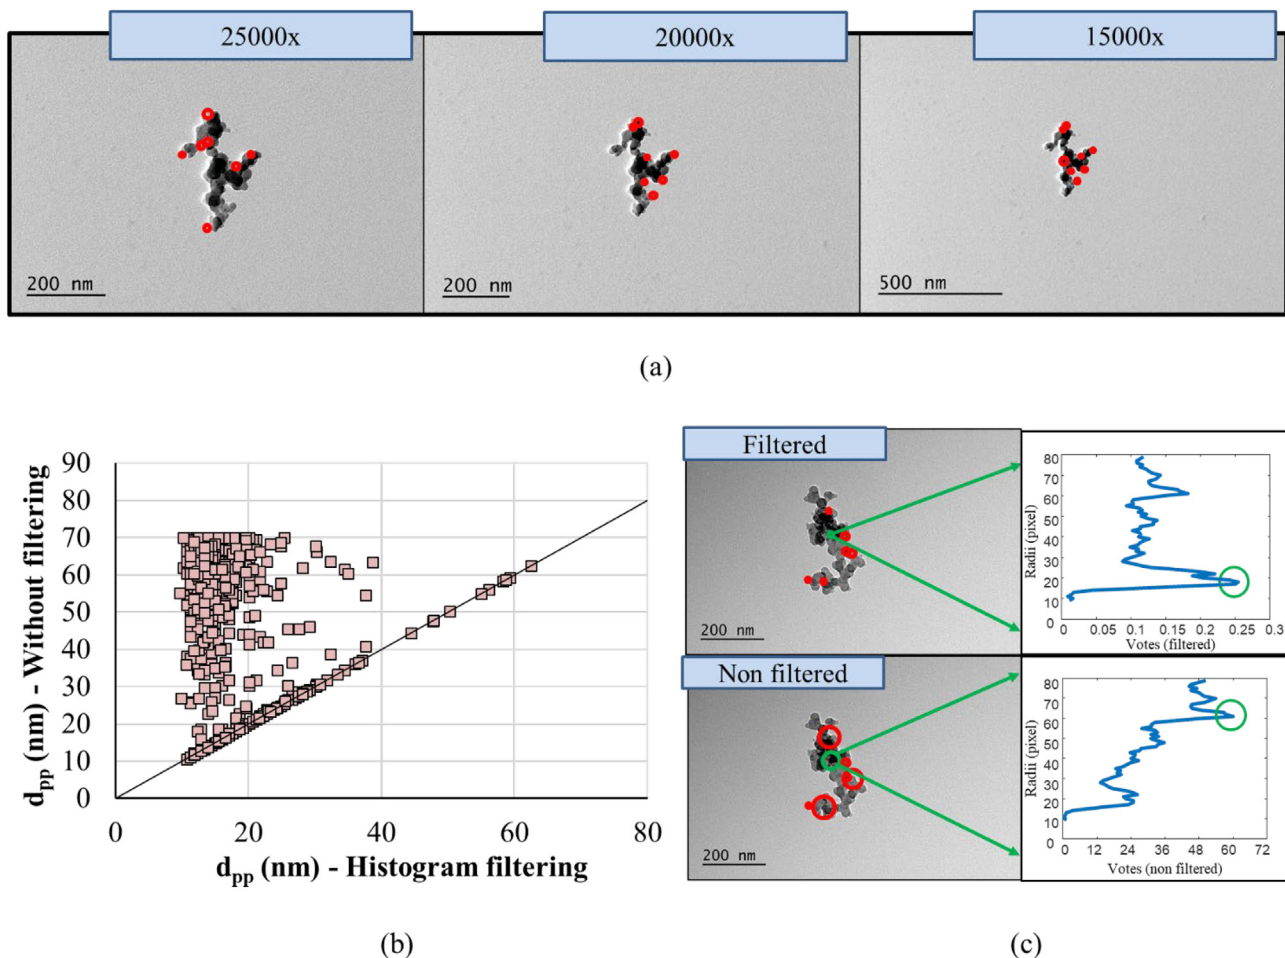 25000x
20000x
15000x
200 nm
200 nm
500 nm
(a)
90
80
70
60
50
40
30
20
10
0
0
20
40
60
80
dpp (nm) - Without filtering
dpp (nm) - Histogram filtering
(b)
Filtered
200 nm
80
70
60
50
40
30
20
10
Radii (pixel)
0
0.05
0.1
0.15
0.2
0.25
0.3
Votes (filtered)
Non filtered
200 nm
80
70
60
50
40
30
20
10
0
Radii (pixel)
0
12
24
36
48
60
72
Votes (non filtered)
(c)